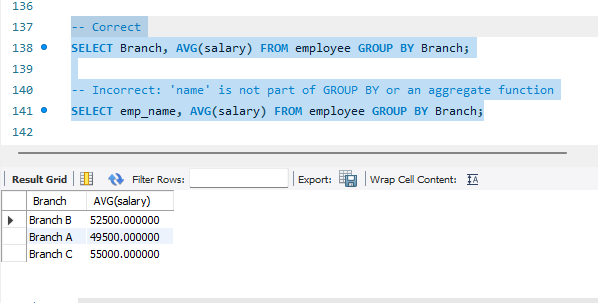 136
137 -- Correct
138 SELECT Branch, AVG(salary) FROM employee GROUP BY Branch;
139
140 -- Incorrect: 'name' is not part of GROUP BY or an aggregate function
141 SELECT emp_name, AVG(salary) FROM employee GROUP BY Branch;
142
Result Grid Filter Rows: Export: Wrap Cell Content: IA
Branch AVG(salary)
Branch B 52500.000000
Branch A 49500.000000
Branch C 55000.000000